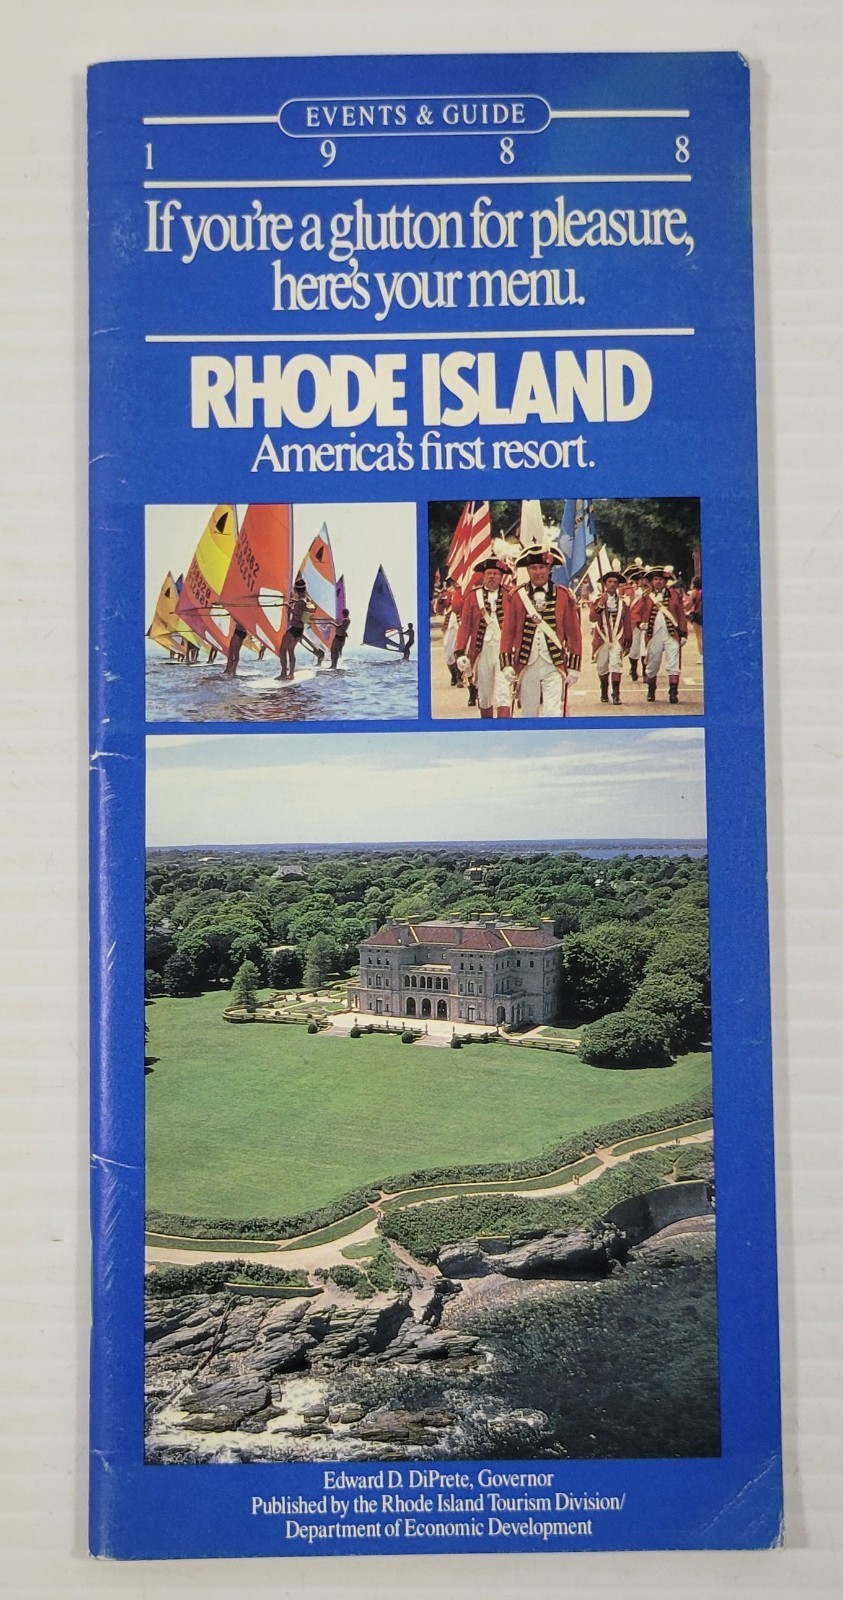 EVENTS & GUIDE
1 9 8 8
If you're a glutton for pleasure,
here's your menu.
RHODE ISLAND
America's first resort.
Edward D. DiPrete, Governor
Published by the Rhode Island Tourism Division/
Department of Economic Development